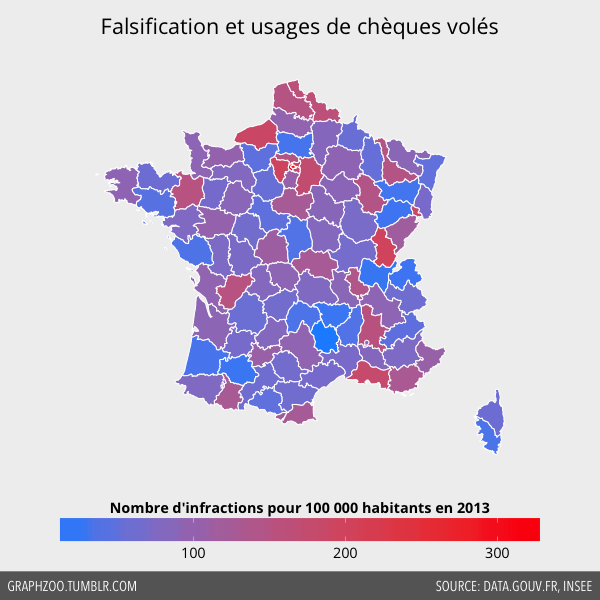 Falsification et usages de chèques volés
Nombre d'infractions pour 100 000 habitants en 2013
100 200 300
GRAPHZOO.TUMBLR.COM SOURCE: DATA.GOUV.FR, INSEE